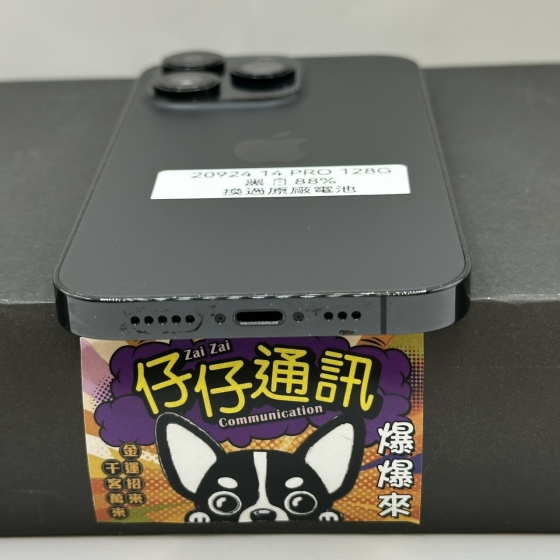 20924 14 PRO 128G
黑 88%
換過原廠電池
Zai Zai
仔仔通訊
Communication
爆爆來
金運招來
千客萬來